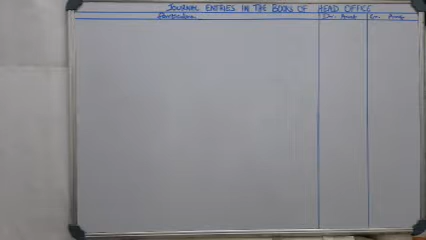 JOURNAL ENTRIES IN THE BOOKS OF HEAD OFFICE
Particulars Dr. Amt Cr. Amt